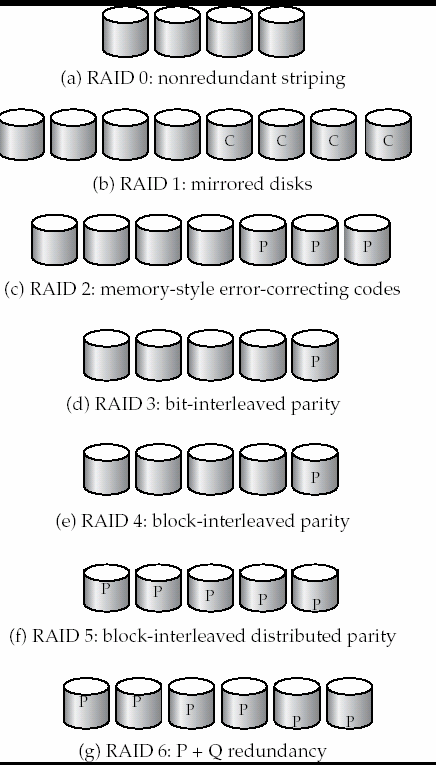 (a) RAID 0: nonredundant striping
C C C C
(b) RAID 1: mirrored disks
P P P
(c) RAID 2: memory-style error-correcting codes
P
(d) RAID 3: bit-interleaved parity
P
(e) RAID 4: block-interleaved parity
P P P P P
(f) RAID 5: block-interleaved distributed parity
P P P P P P
(g) RAID 6: P + Q redundancy